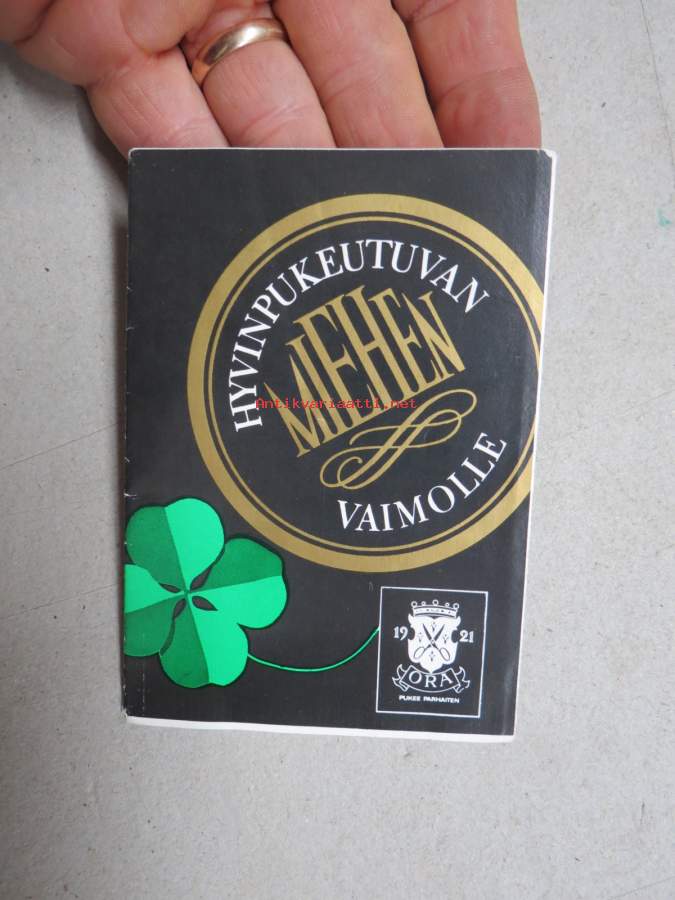 HYVINPUKEUTUVAN
MIEHEN
VAIMOLLE
Antikvariaatti.net
19 21
ORA
PUKEE PARHAITEN